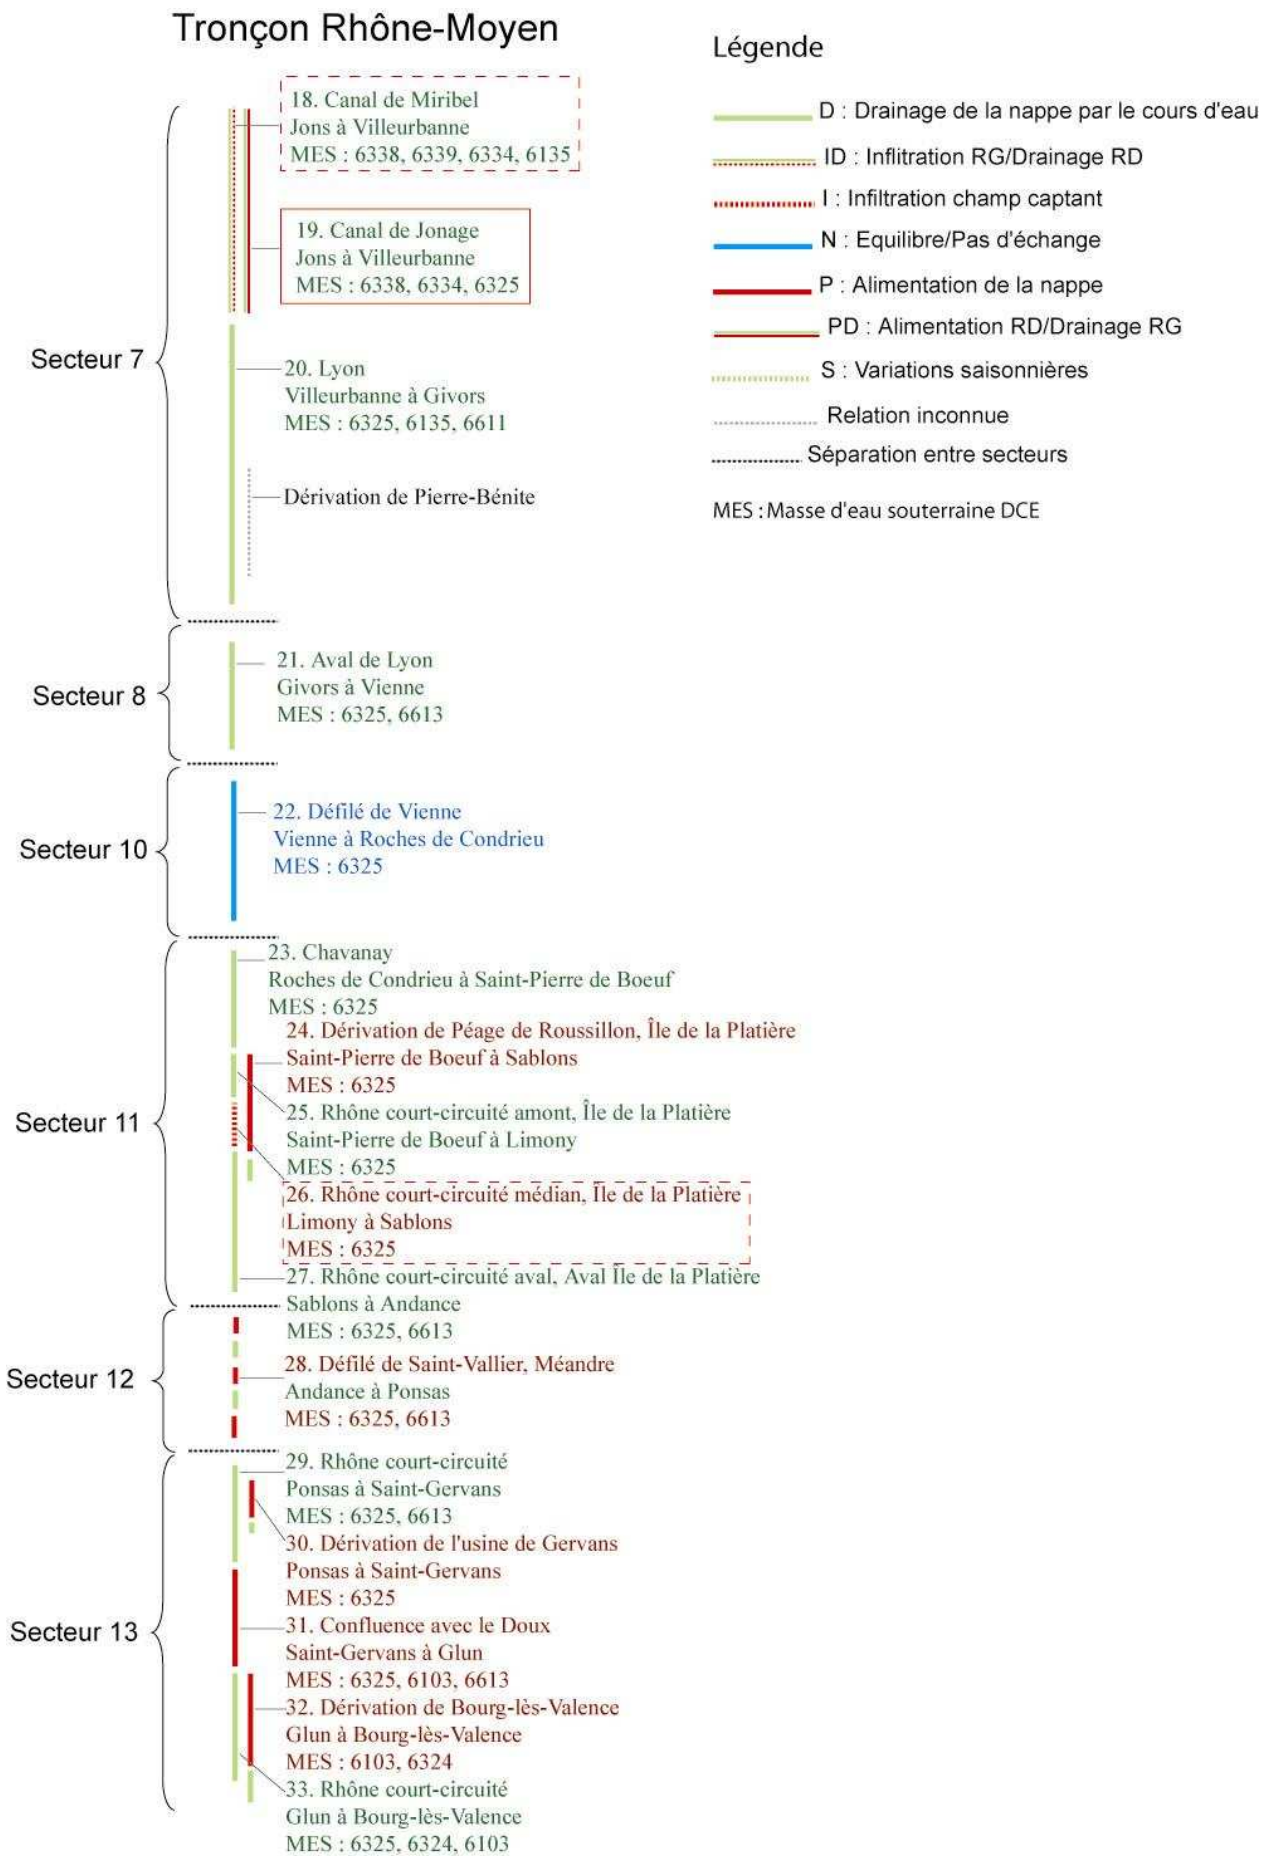 Tronçon Rhône-Moyen
Légende
D : Drainage de la nappe par le cours d'eau
ID : Inflitration RG/Drainage RD
I : Infiltration champ captant
N : Equilibre/Pas d'échange
P : Alimentation de la nappe
PD : Alimentation RD/Drainage RG
S : Variations saisonnières
Relation inconnue
Séparation entre secteurs
MES : Masse d'eau souterraine DCE
Secteur 7
18. Canal de Miribel
Jons à Villeurbanne
MES : 6338, 6339, 6334, 6135
19. Canal de Jonage
Jons à Villeurbanne
MES : 6338, 6334, 6325
20. Lyon
Villeurbanne à Givors
MES : 6325, 6135, 6611
Dérivation de Pierre-Bénite
Secteur 8
21. Aval de Lyon
Givors à Vienne
MES : 6325, 6613
Secteur 10
22. Défilé de Vienne
Vienne à Roches de Condrieu
MES : 6325
Secteur 11
23. Chavanay
Roches de Condrieu à Saint-Pierre de Boeuf
MES : 6325
24. Dérivation de Péage de Roussillon, Île de la Platière
Saint-Pierre de Boeuf à Sablons
MES : 6325
25. Rhône court-circuité amont, Île de la Platière
Saint-Pierre de Boeuf à Limony
MES : 6325
26. Rhône court-circuité médian, Île de la Platière
Limony à Sablons
MES : 6325
27. Rhône court-circuité aval, Aval Île de la Platière
Sablons à Andance
MES : 6325, 6613
Secteur 12
28. Défilé de Saint-Vallier, Méandre
Andance à Ponsas
MES : 6325, 6613
Secteur 13
29. Rhône court-circuité
Ponsas à Saint-Gervans
MES : 6325, 6613
30. Dérivation de l'usine de Gervans
Ponsas à Saint-Gervans
MES : 6325
31. Confluence avec le Doux
Saint-Gervans à Glun
MES : 6325, 6103, 6613
32. Dérivation de Bourg-lès-Valence
Glun à Bourg-lès-Valence
MES : 6103, 6324
33. Rhône court-circuité
Glun à Bourg-lès-Valence
MES : 6325, 6324, 6103